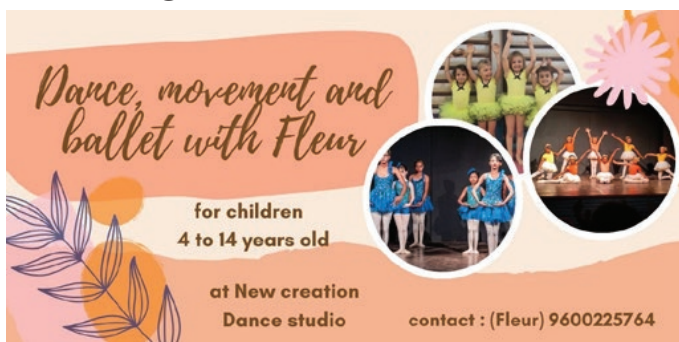 Dance, movement and
ballet with Fleur
for children
4 to 14 years old
at New creation
Dance studio
contact : (Fleur) 9600225764